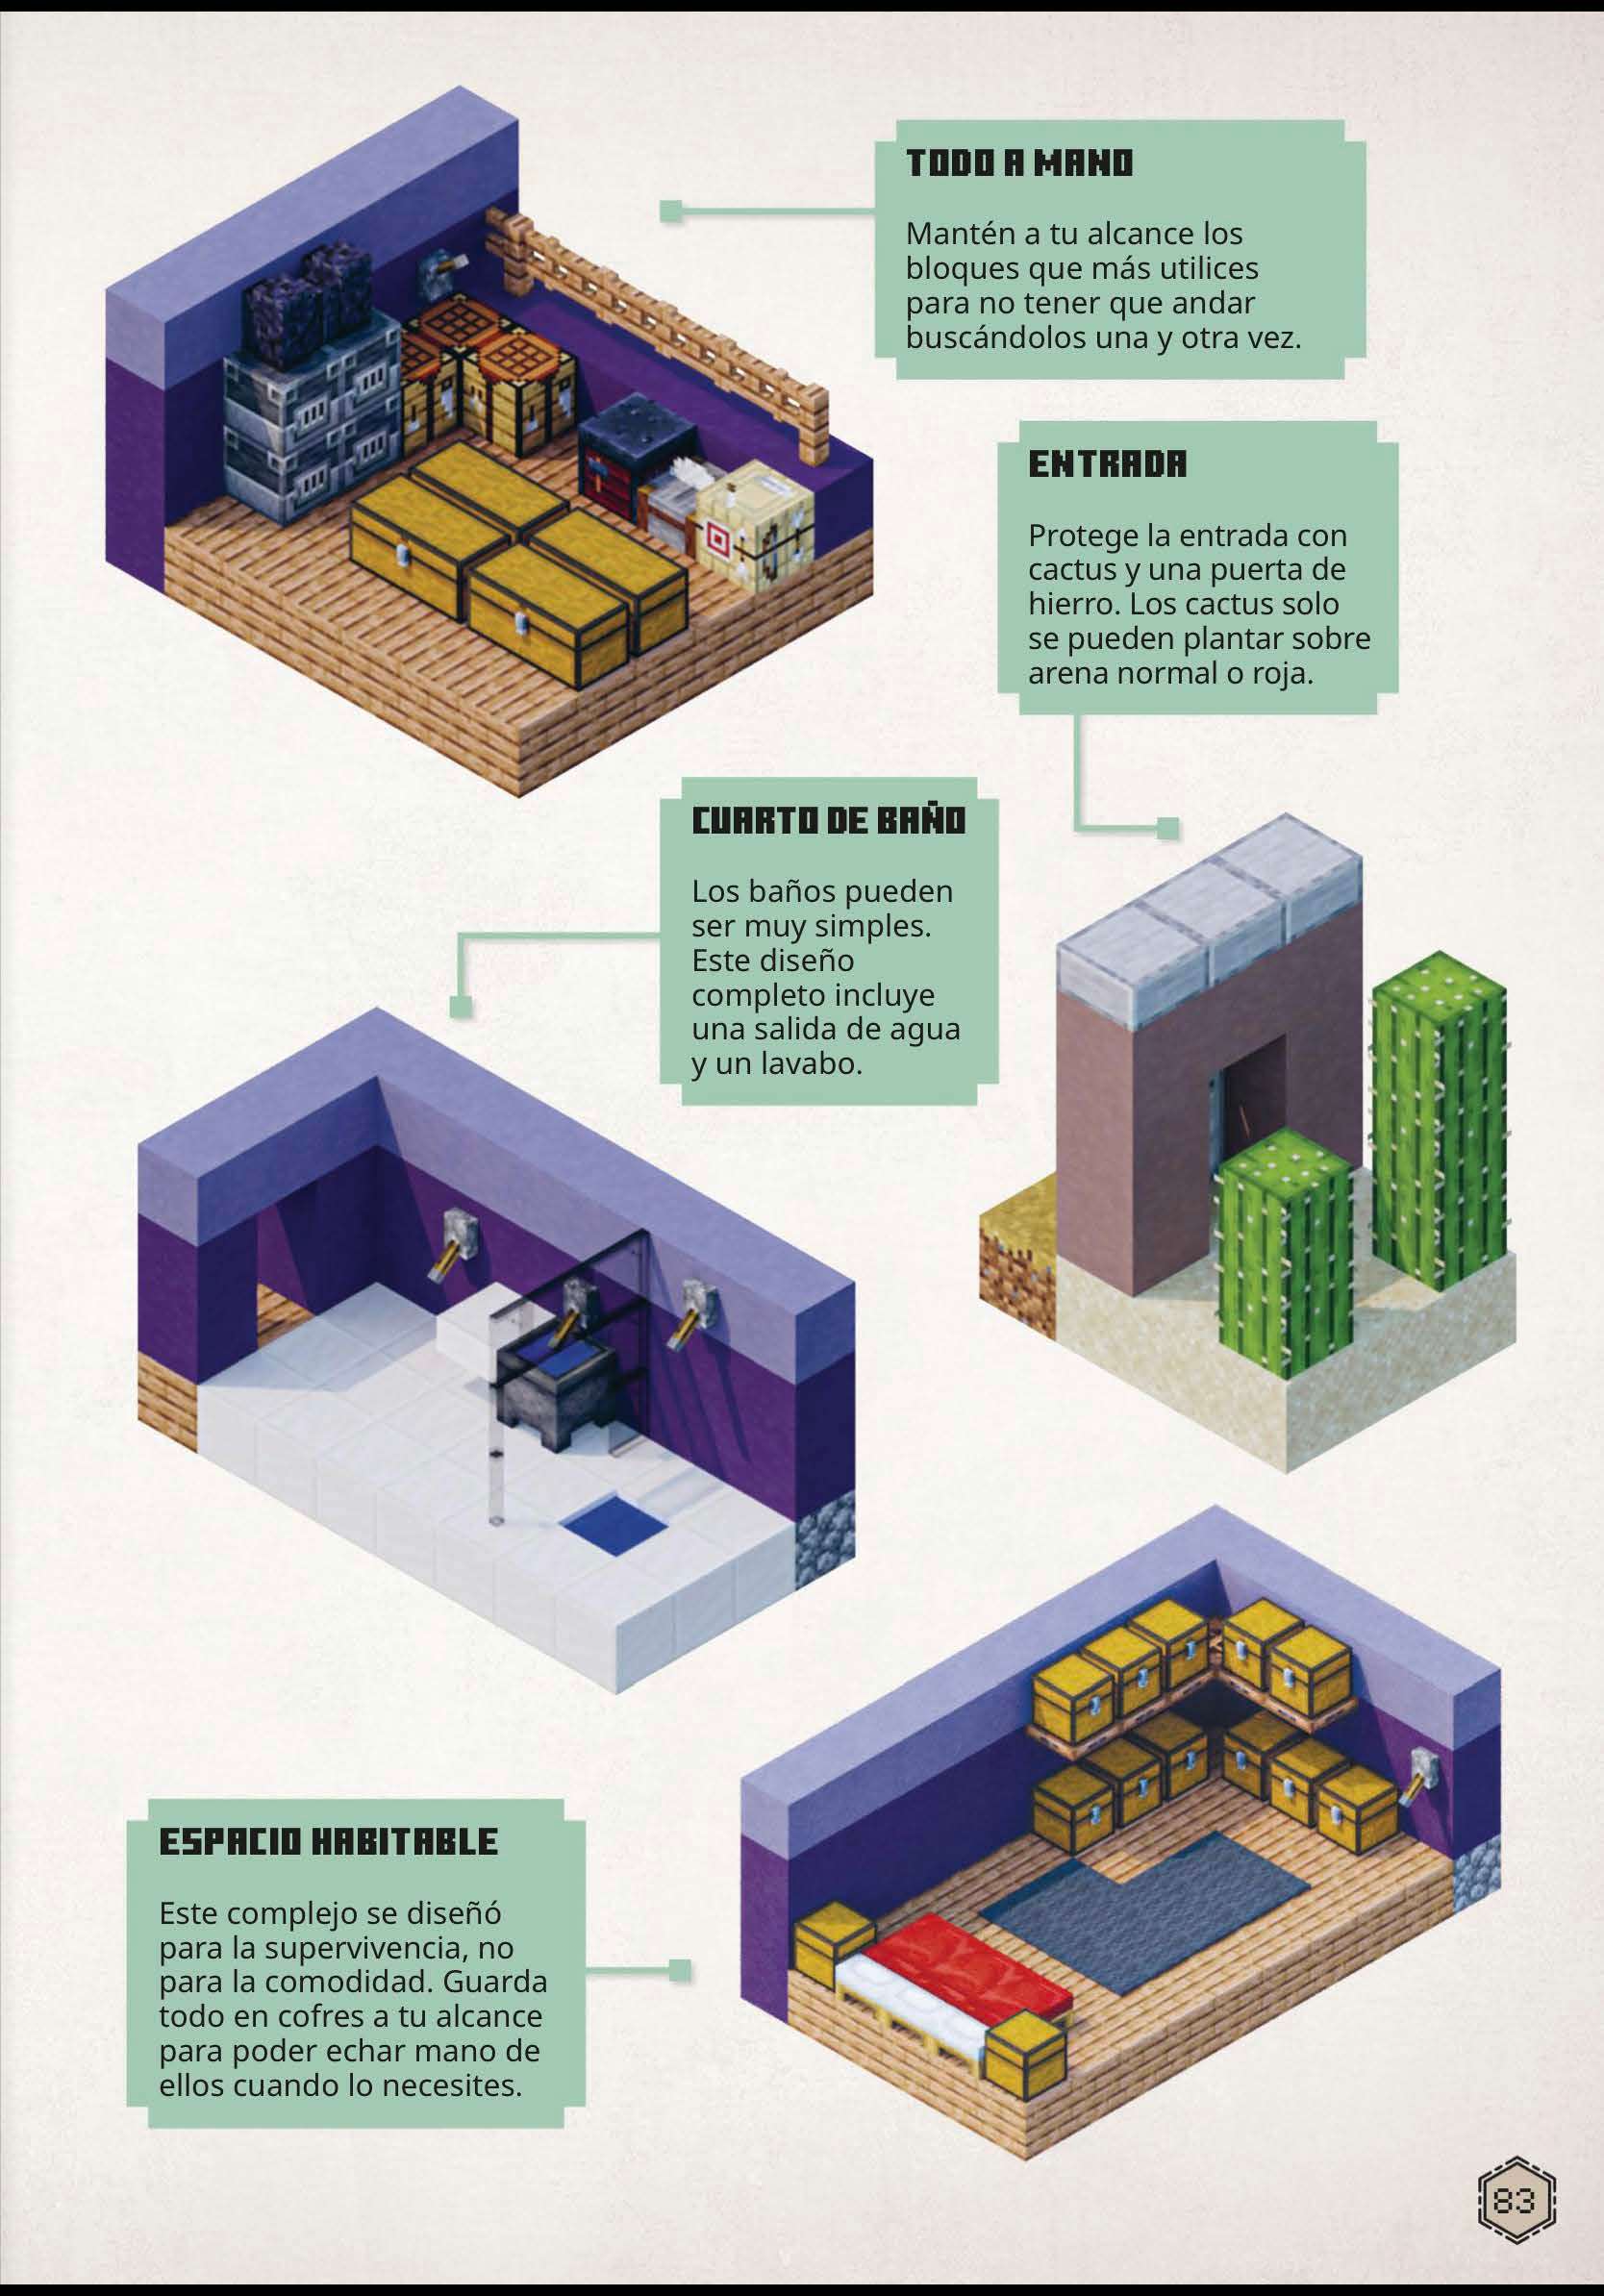 TODO A MANO
Mantén a tu alcance los
bloques que más utilices
para no tener que andar
buscándolos una y otra vez.
ENTRADA
Protege la entrada con
cactus y una puerta de
hierro. Los cactus solo
se pueden plantar sobre
arena normal o roja.
CUARTO DE BAÑO
Los baños pueden
ser muy simples.
Este diseño
completo incluye
una salida de agua
y un lavabo.
ESPACIO HABITABLE
Este complejo se diseñó
para la supervivencia, no
para la comodidad. Guarda
todo en cofres a tu alcance
para poder echar mano de
ellos cuando lo necesites.
83